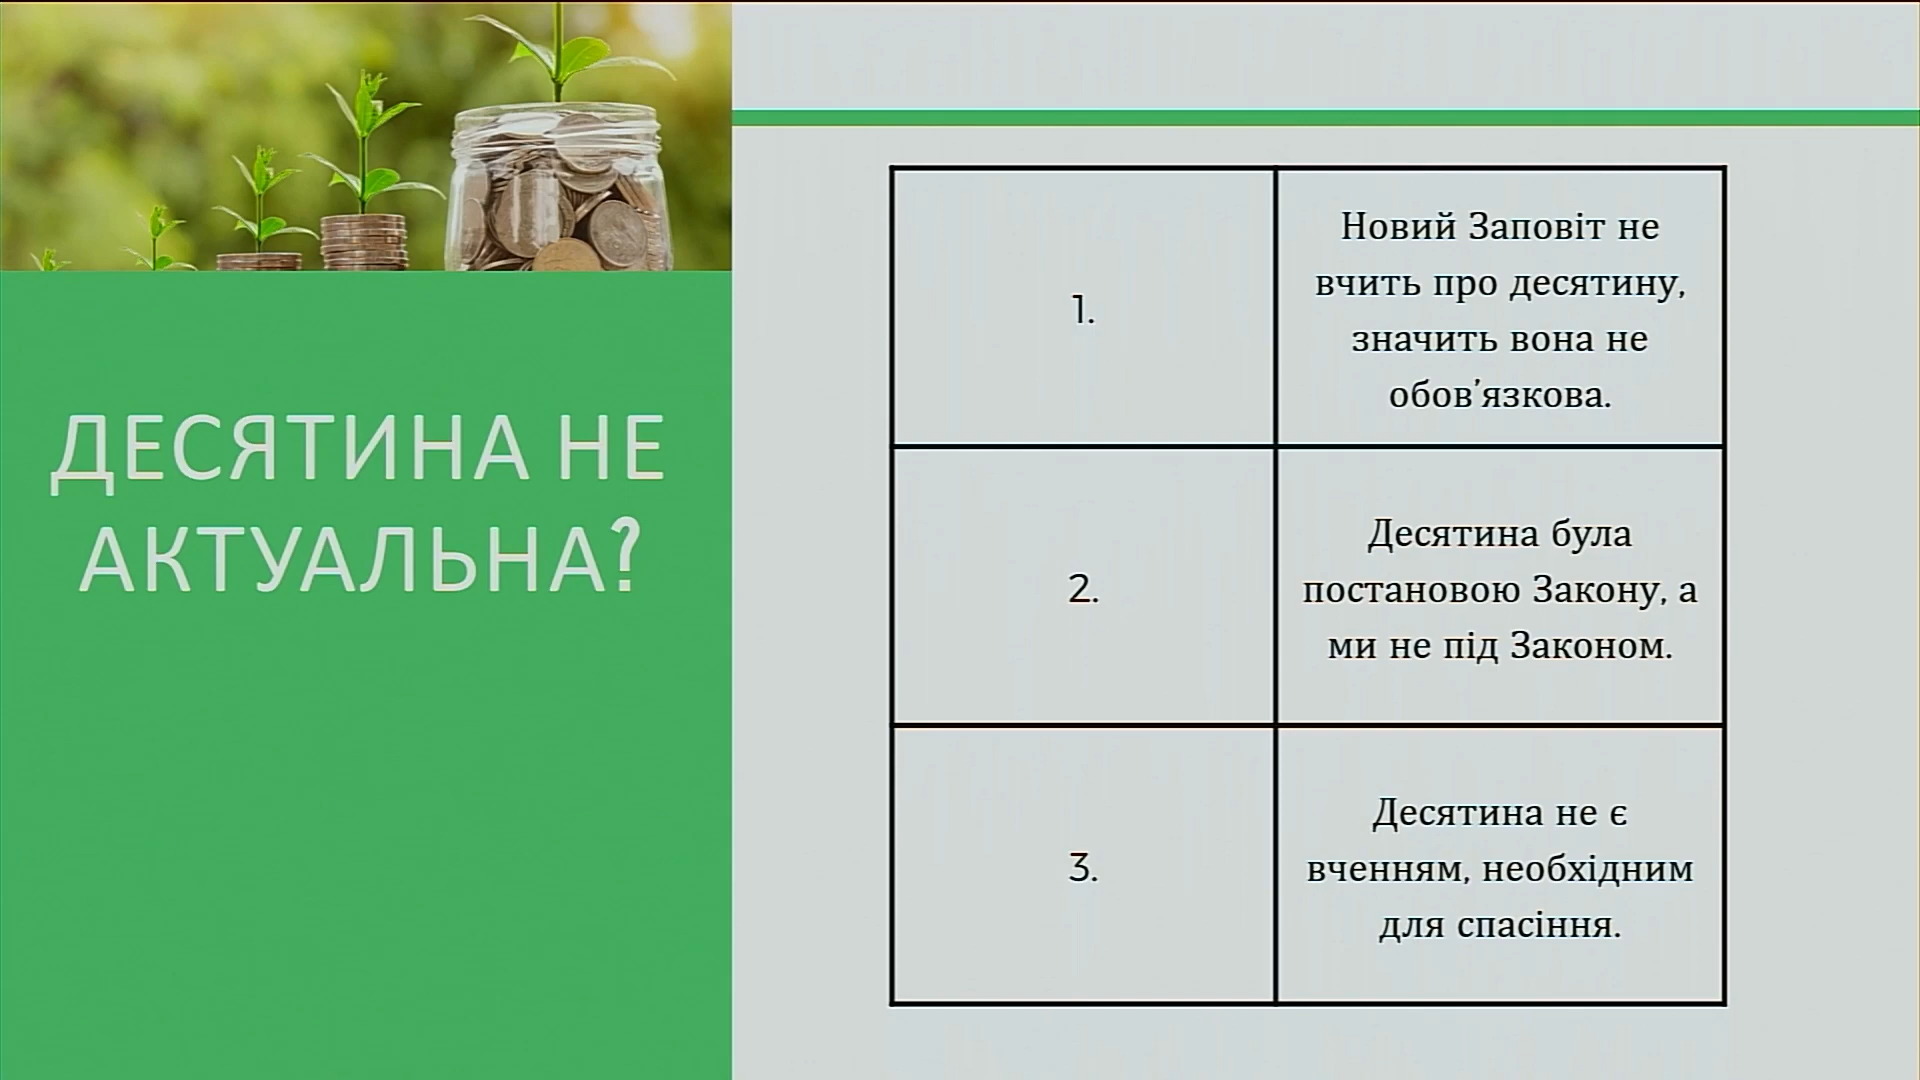 ДЕСЯТИНА НЕ
АКТУАЛЬНА?
1.
Новий Заповіт не
вчить про десятину,
значить вона не
обов’язкова.
2.
Десятина була
постановою Закону, а
ми не під Законом.
3.
Десятина не є
вченням, необхідним
для спасіння.